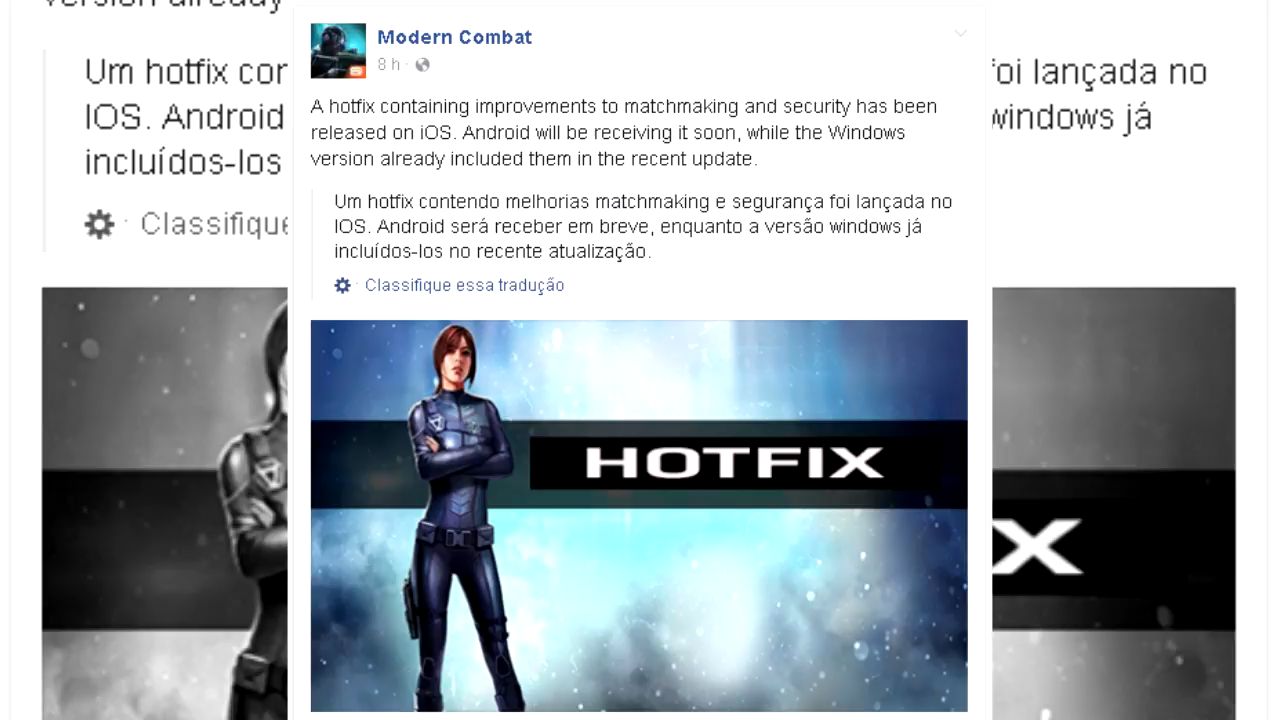 version already
Um hotfix con
IOS. Android
incluídos-los
Classifique
Modern Combat
8 h
A hotfix containing improvements to matchmaking and security has been
released on iOS. Android will be receiving it soon, while the Windows
version already included them in the recent update.
Um hotfix contendo melhorias matchmaking e segurança foi lançada no
IOS. Android será receber em breve, enquanto a versão windows já
incluídos-los no recente atualização.
Classifique essa tradução
HOTFIX
foi lançada no
windows já
X